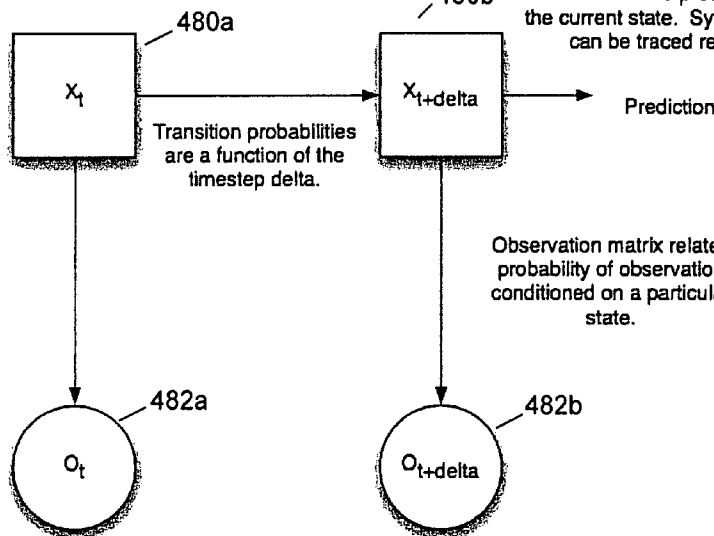 480a
the current state. Sy
can be traced re
X_t
X_t+delta
Prediction
Transition probabilities
are a function of the
timestep delta.
Observation matrix relate
probability of observatio
conditioned on a particul
state.
482a
482b
O_t
O_t+delta